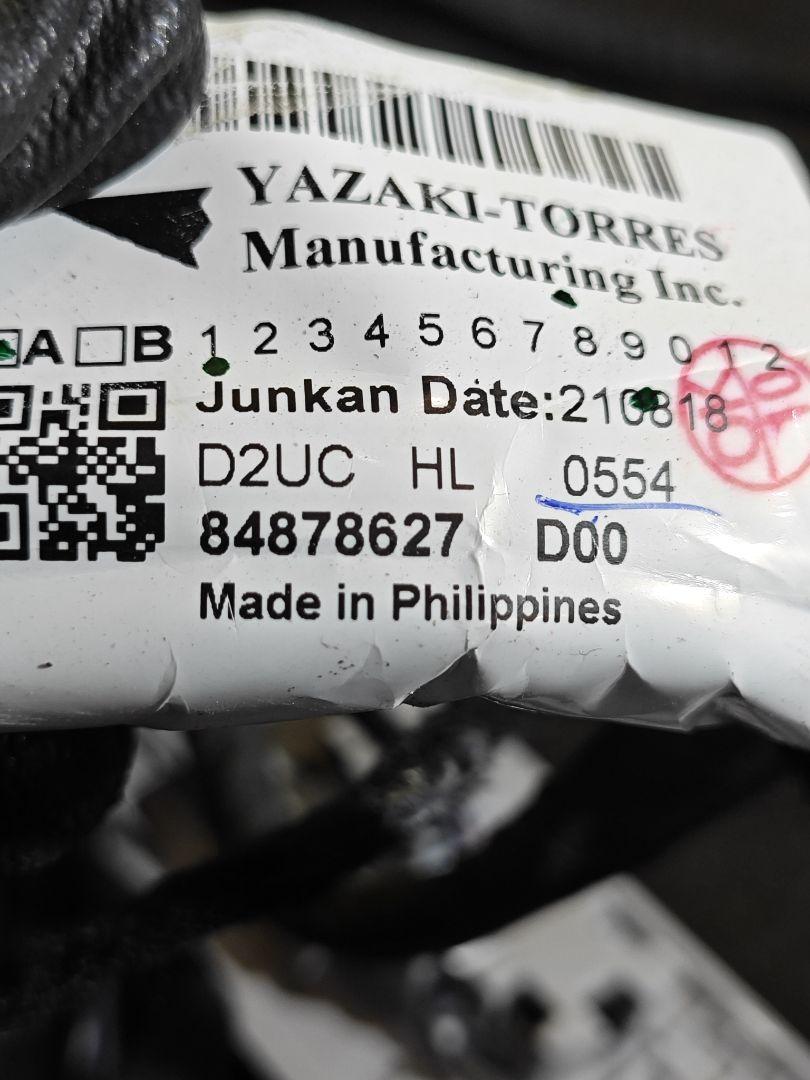 YAZAKI-TORRES
Manufacturing Inc.
A B 1 2 3 4 5 6 7 8 9 0 1 2
Junkan Date:210818
D2UC HL 0554
84878627 D00
Made in Philippines